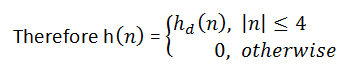 Therefore h(n) = { h_d(n), |n| ≤ 4
0, otherwise